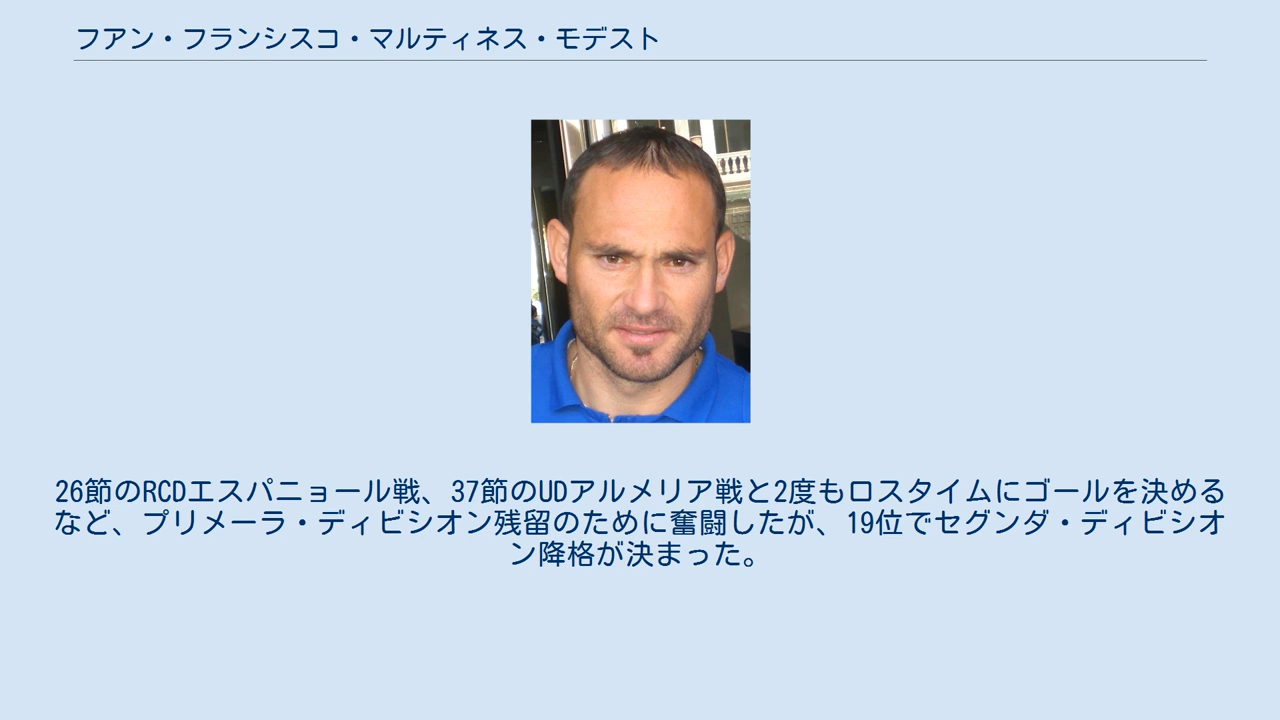 フアン・フランシスコ・マルティネス・モデスト
26節のRCDエスパニョール戦、37節のUDアルメリア戦と2度もロスタイムにゴールを決める
など、プリメーラ・ディビシオン残留のために奮闘したが、19位でセグンダ・ディビシオ
ン降格が決まった。